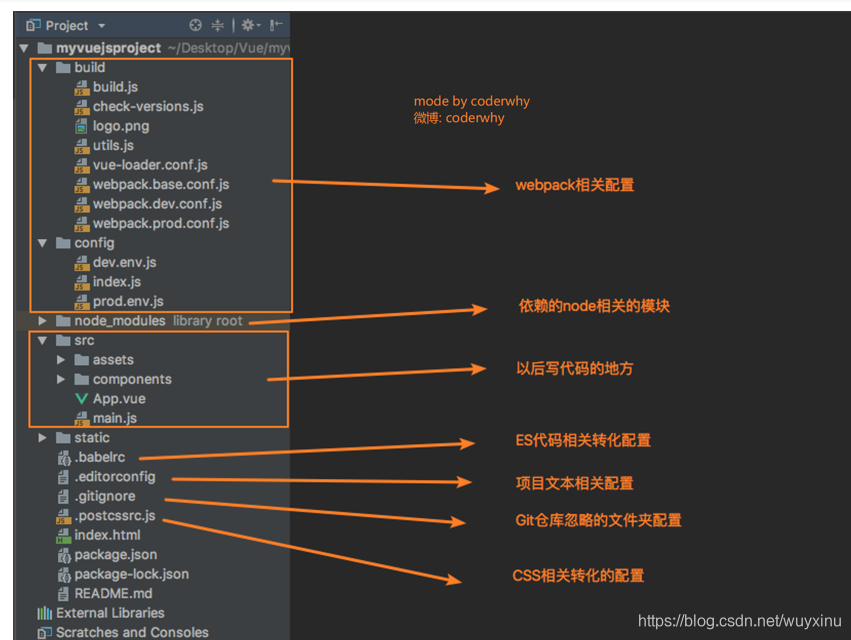 Project
myvuejsproject ~/Desktop/Vue/myv
build
build.js
check-versions.js
logo.png
utils.js
vue-loader.conf.js
webpack.base.conf.js
webpack.dev.conf.js
webpack.prod.conf.js
config
dev.env.js
index.js
prod.env.js
node_modules library root
src
assets
components
App.vue
main.js
static
.babelrc
.editorconfig
.gitignore
.postcssrc.js
index.html
package.json
package-lock.json
README.md
External Libraries
Scratches and Consoles
mode by coderwhy
微博: coderwhy
webpack相关配置
依赖的node相关的模块
以后写代码的地方
ES代码相关转化配置
项目文本相关配置
Git仓库忽略的文件夹配置
CSS相关转化的配置
https://blog.csdn.net/wuyxinu